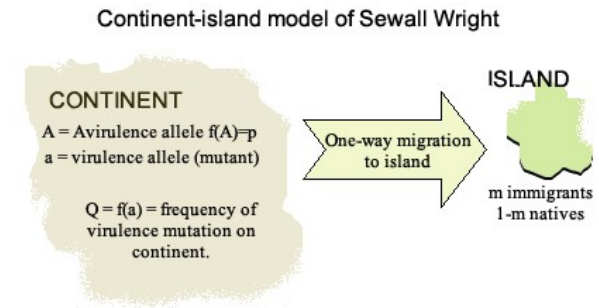 Continent-island model of Sewall Wright
CONTINENT
A = Avirulence allele f(A)=p
a = virulence allele (mutant)
Q = f(a) = frequency of
virulence mutation on
continent.
One-way migration
to island
ISLAND
m immigrants
1-m natives